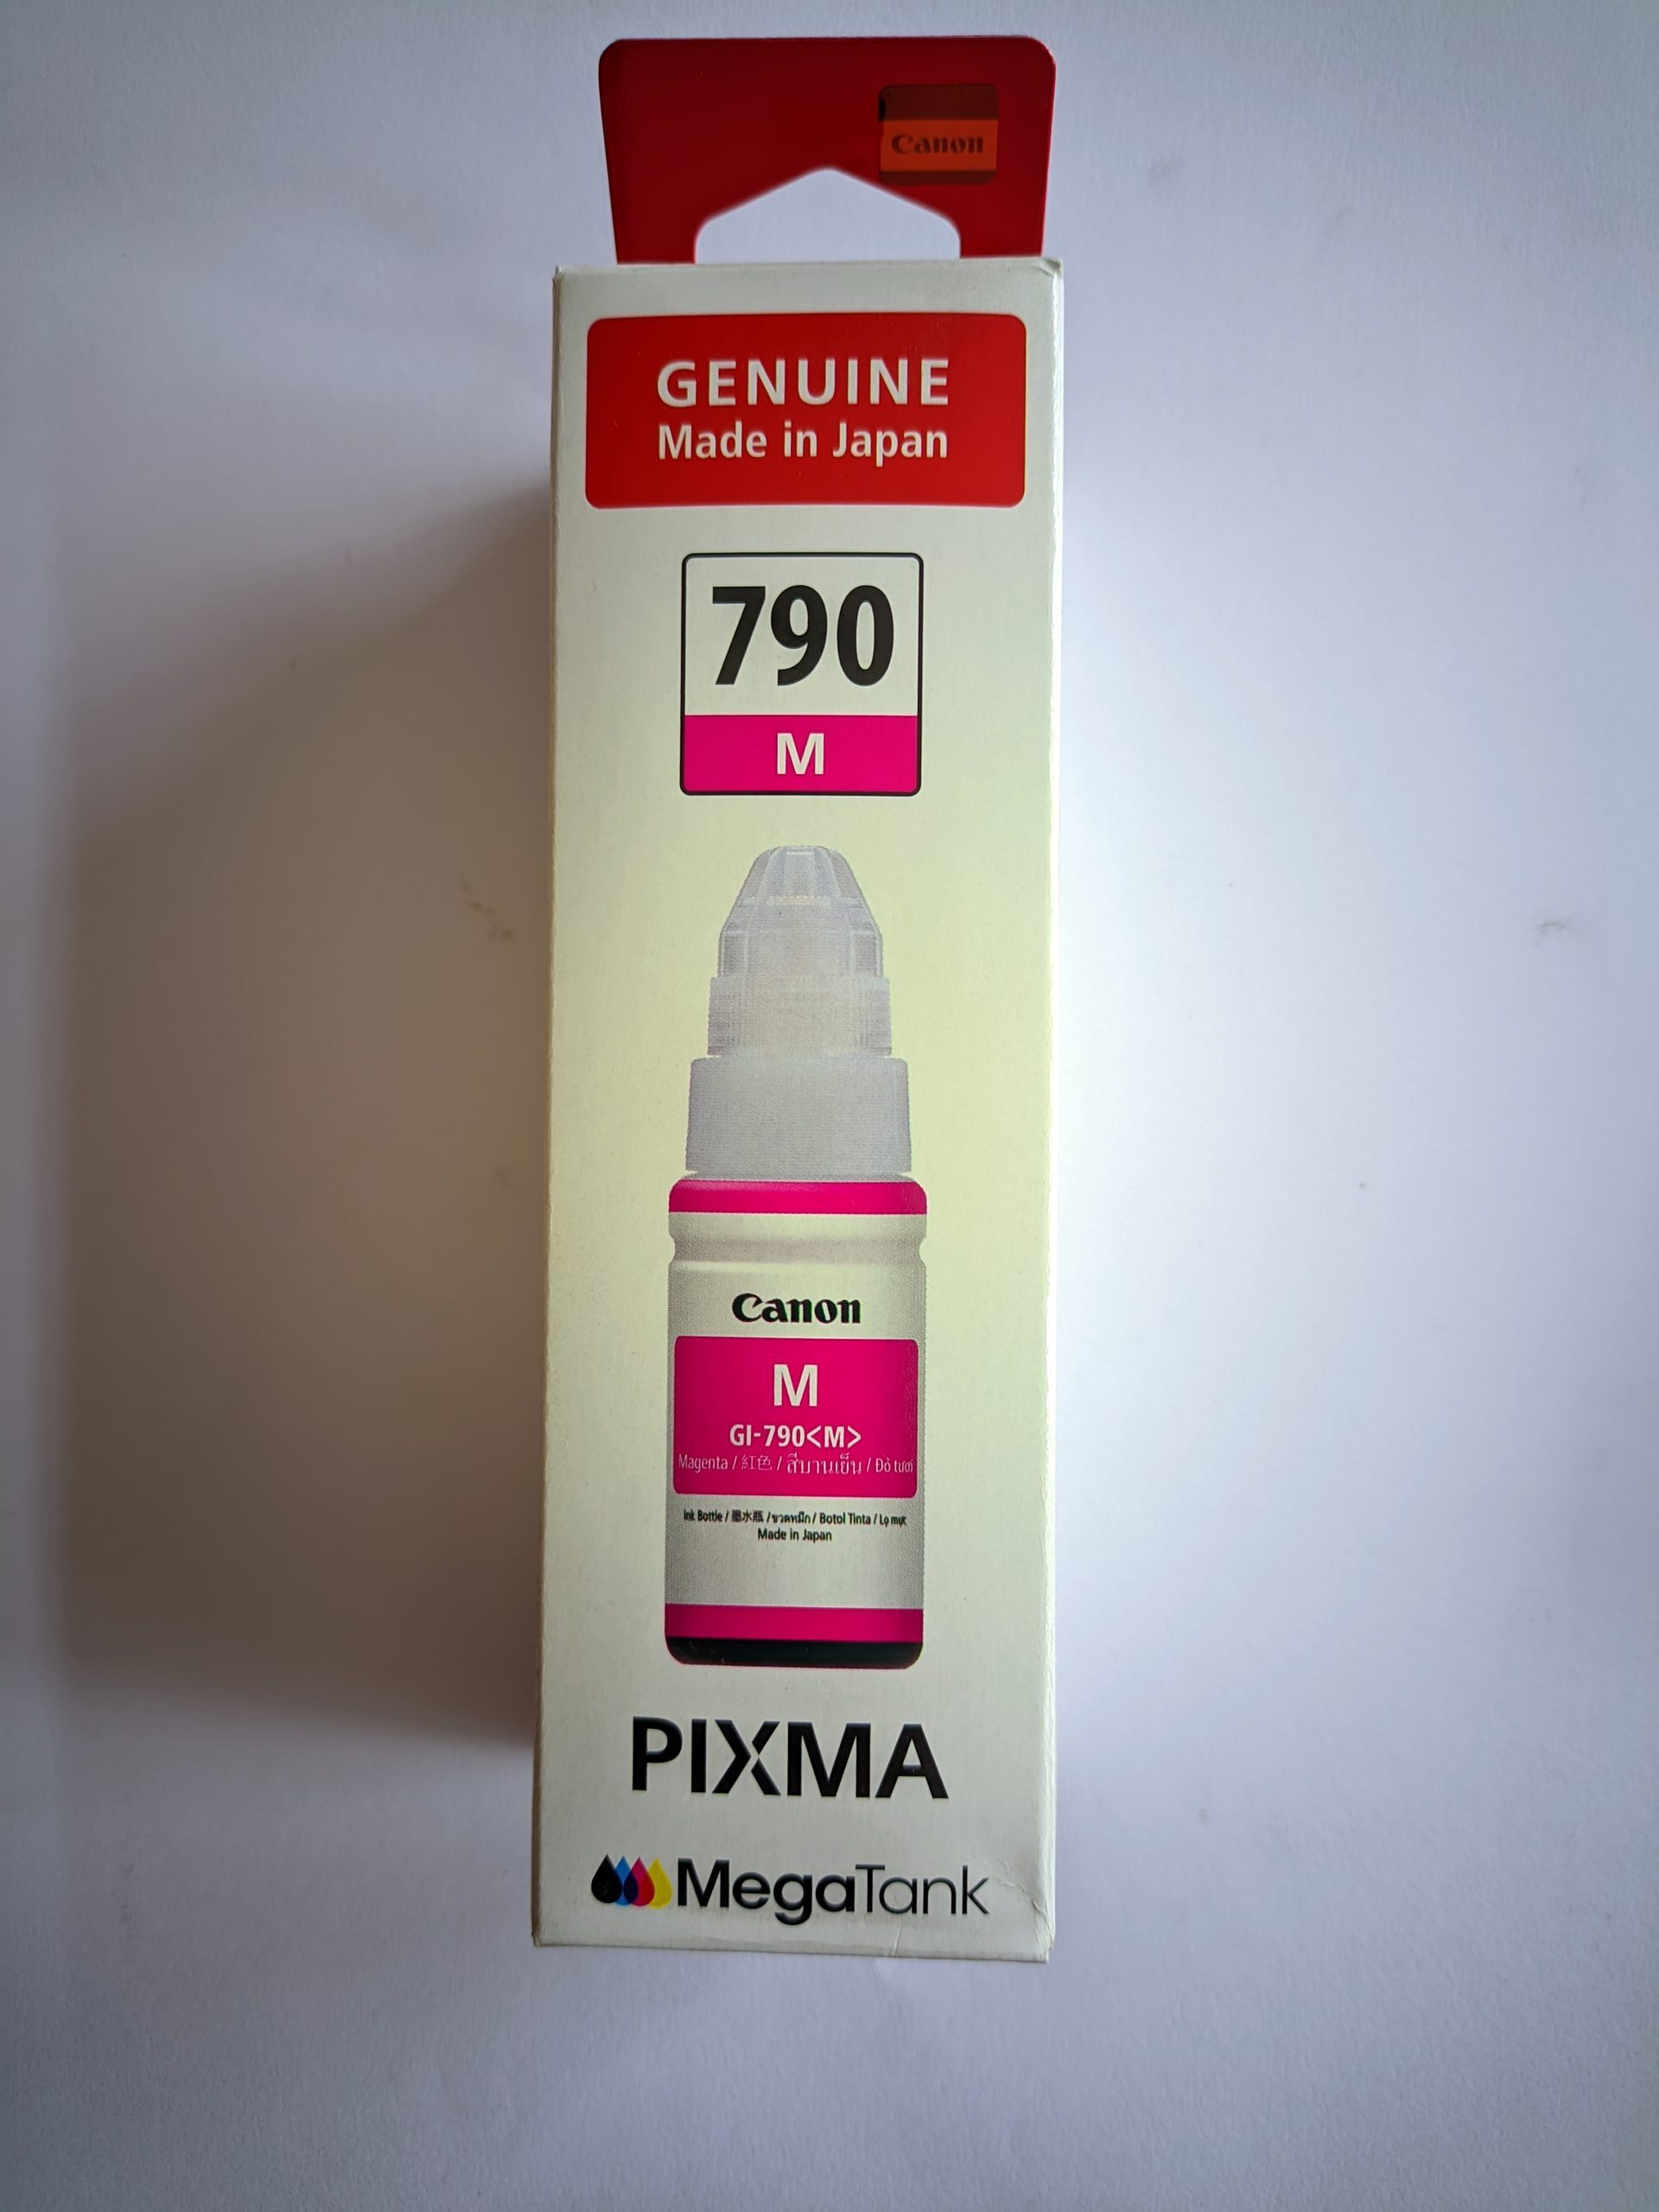 Canon
GENUINE
Made in Japan
790
M
Canon
M
GI-790<M>
Magenta / 紅色 / สีบานเย็น / Đỏ tươi
Ink Bottle / 墨水瓶 / ขวดหมึก / Botol Tinta / Lọ mực
Made in Japan
PIXMA
MegaTank